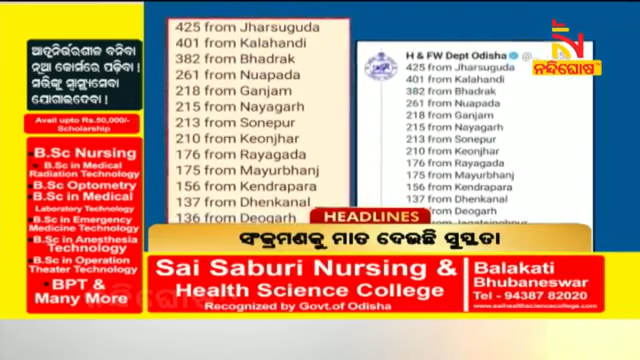 ଆତ୍ମନିର୍ଭରଶୀଳ ବନିବା
ନୂଆ କୋର୍ସରେ ପଢ଼ିବା !
ସଭିଙ୍କୁ ସ୍ୱାସ୍ଥ୍ୟସେବା
ଯୋଗାଇଦେବା !
Avail upto Rs.50,000/-
Scholarship
B.Sc Nursing
B.Sc in Medical
Radiation Technology
B.Sc Optometry
B.Sc in Medical
Laboratory Technology
B.Sc in Emergency
Medicine Technology
B.Sc in Anesthesia
Technology
B.Sc in Operation
Theater Technology
BPT &
Many More
425 from Jharsuguda
401 from Kalahandi
382 from Bhadrak
261 from Nuapada
218 from Ganjam
215 from Nayagarh
213 from Sonepur
210 from Keonjhar
176 from Rayagada
175 from Mayurbhanj
156 from Kendrapara
137 from Dhenkanal
136 from Deogarh
H & FW Dept Odisha
425 from Jharsuguda
401 from Kalahandi
382 from Bhadrak
261 from Nuapada
218 from Ganjam
215 from Nayagarh
213 from Sonepur
210 from Keonjhar
176 from Rayagada
175 from Mayurbhanj
156 from Kendrapara
137 from Dhenkanal
from Deogarh
ନନ୍ଦିଘୋଷ
HEADLINES
ସଂକ୍ରମଣକୁ ମାତ ଦେଇଛି ସୁସ୍ଥତା
Sai Saburi Nursing &
Health Science College
Recognized by Govt.of Odisha
Balakati
Bhubaneswar
Tel - 94387 82020
www.saihealthsciencecollege.com